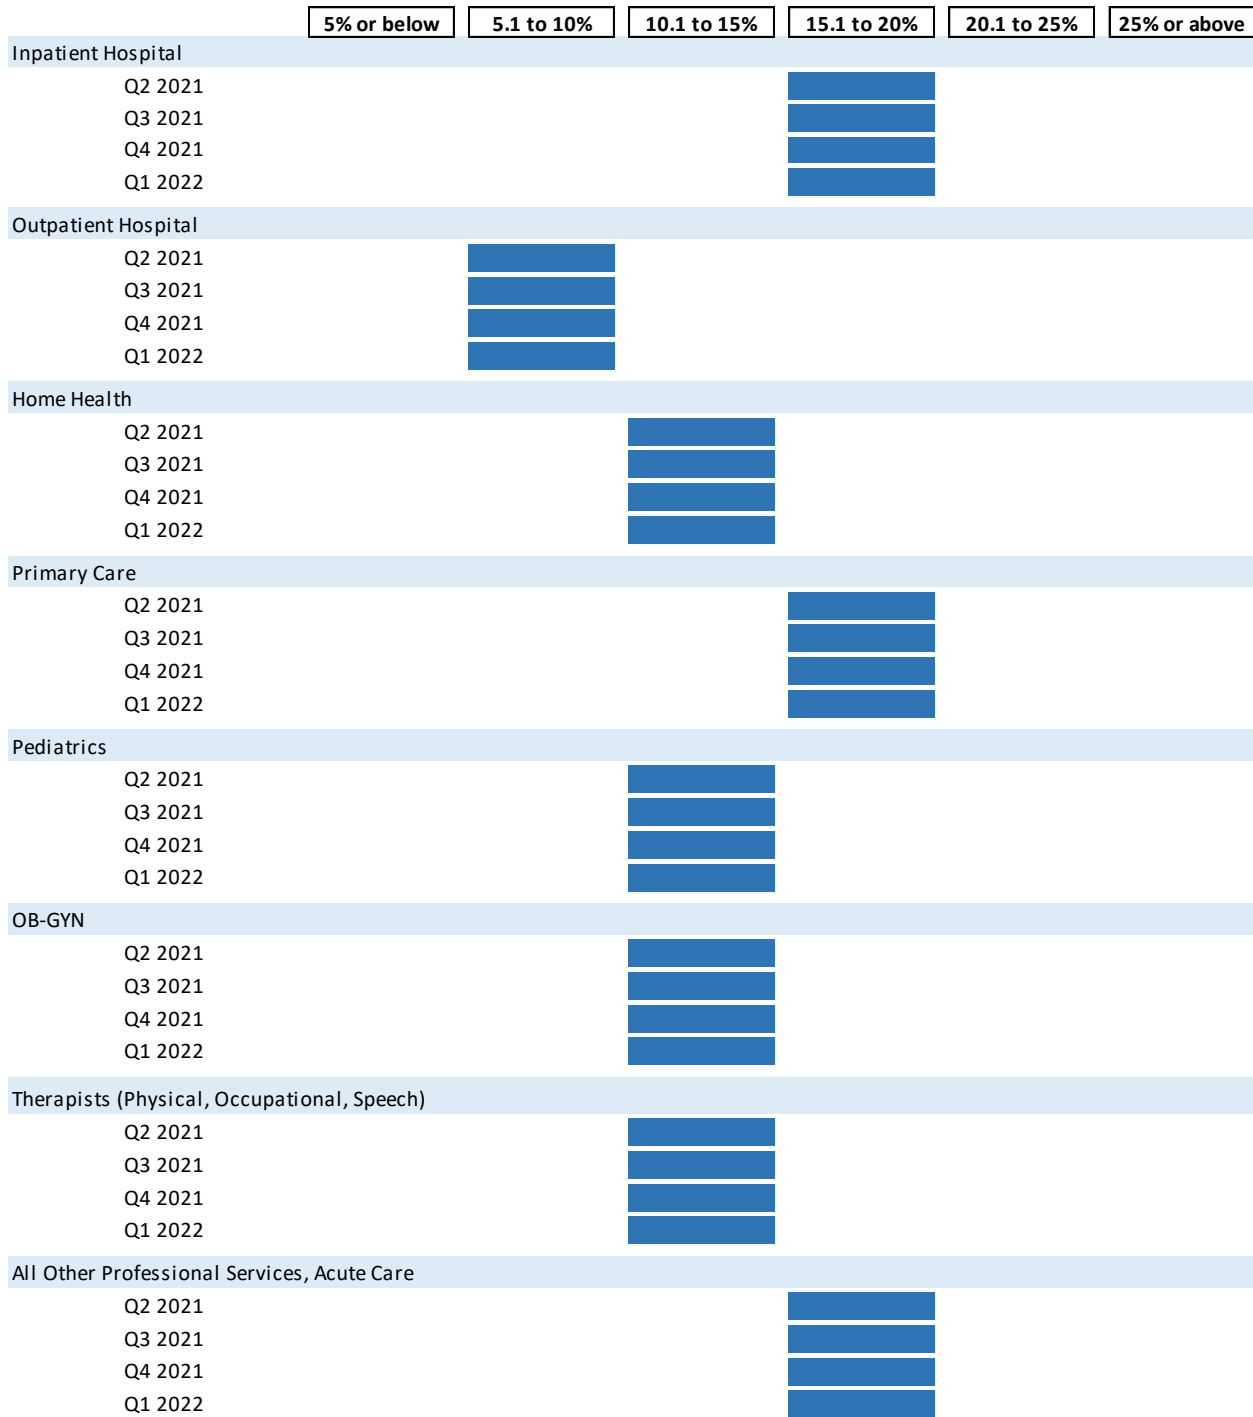 5% or below 5.1 to 10% 10.1 to 15% 15.1 to 20% 20.1 to 25% 25% or above
Inpatient Hospital
Q2 2021
Q3 2021
Q4 2021
Q1 2022
Outpatient Hospital
Q2 2021
Q3 2021
Q4 2021
Q1 2022
Home Health
Q2 2021
Q3 2021
Q4 2021
Q1 2022
Primary Care
Q2 2021
Q3 2021
Q4 2021
Q1 2022
Pediatrics
Q2 2021
Q3 2021
Q4 2021
Q1 2022
OB-GYN
Q2 2021
Q3 2021
Q4 2021
Q1 2022
Therapists (Physical, Occupational, Speech)
Q2 2021
Q3 2021
Q4 2021
Q1 2022
All Other Professional Services, Acute Care
Q2 2021
Q3 2021
Q4 2021
Q1 2022